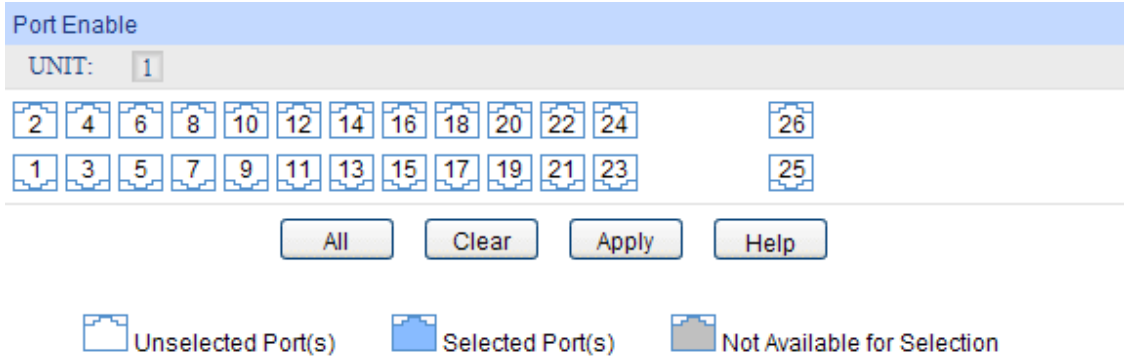 Port Enable
UNIT: 1
2 4 6 8 10 12 14 16 18 20 22 24 26
1 3 5 7 9 11 13 15 17 19 21 23 25
All Clear Apply Help
Unselected Port(s) Selected Port(s) Not Available for Selection